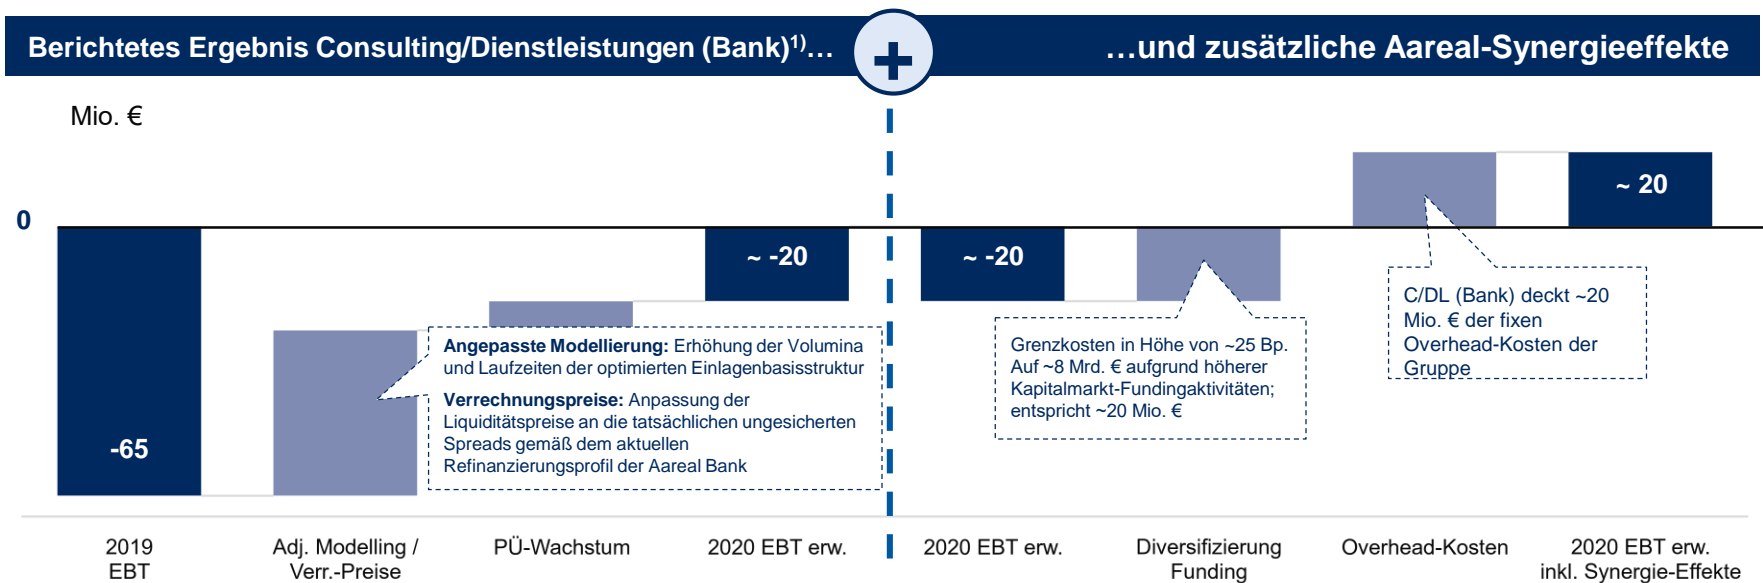 Berichtetes Ergebnis Consulting/Dienstleistungen (Bank)1)…
+
…und zusätzliche Aareal-Synergieeffekte
Mio. €
0
-65
~ -20
~ -20
~ 20
Angepasste Modellierung: Erhöhung der Volumina
und Laufzeiten der optimierten Einlagenbasisstruktur
Verrechnungspreise: Anpassung der
Liquiditätspreise an die tatsächlichen ungesicherten
Spreads gemäß dem aktuellen
Refinanzierungsprofil der Aareal Bank
Grenzkosten in Höhe von ~25 Bp.
Auf ~8 Mrd. € aufgrund höherer
Kapitalmarkt-Fundingaktivitäten;
entspricht ~20 Mio. €
C/DL (Bank) deckt ~20
Mio. € der fixen
Overhead-Kosten der
Gruppe
2019
EBT
Adj. Modelling /
Verr.-Preise
PÜ-Wachstum
2020 EBT erw.
2020 EBT erw.
Diversifizierung
Funding
Overhead-Kosten
2020 EBT erw.
inkl. Synergie-Effekte